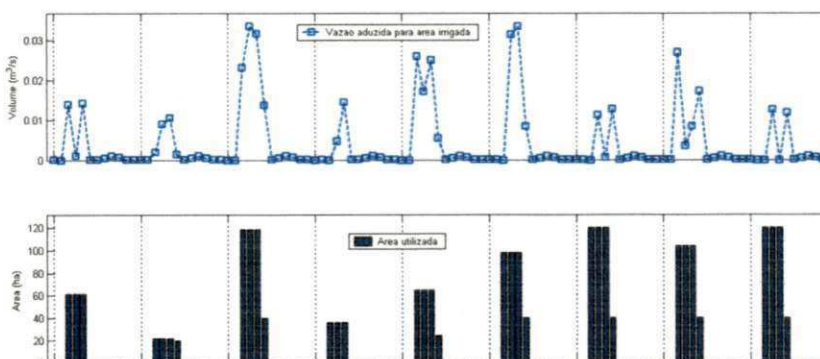 Vazao aduzida para area irrigada
Volume (m³/s)
0.03
0.02
0.01
0
Area utilizada
Area (ha)
120
100
80
60
40
20